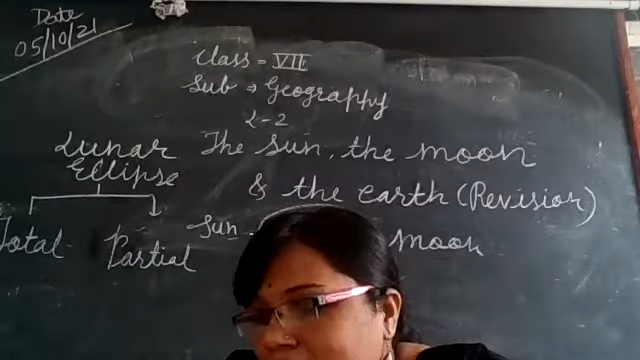 Date
05/10/21
Class = VII
Sub → Geography
L-2
The Sun, the moon
& the earth (Revision)
Lunar
Eclipse
Total Partial
Sun moon